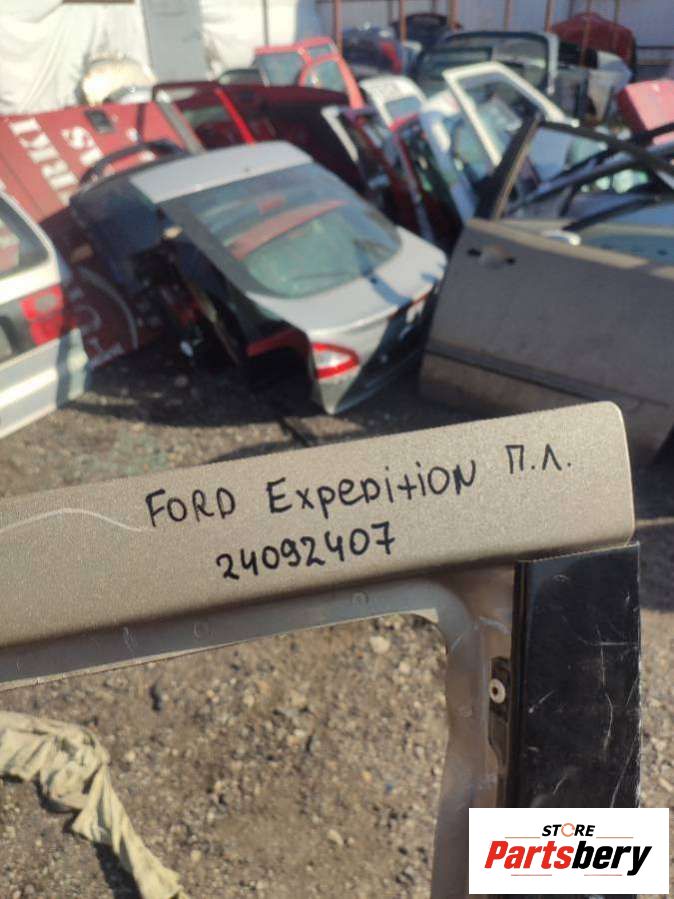 FORD EXPEDITION П.Л.
24092407
STORE
Partsbery